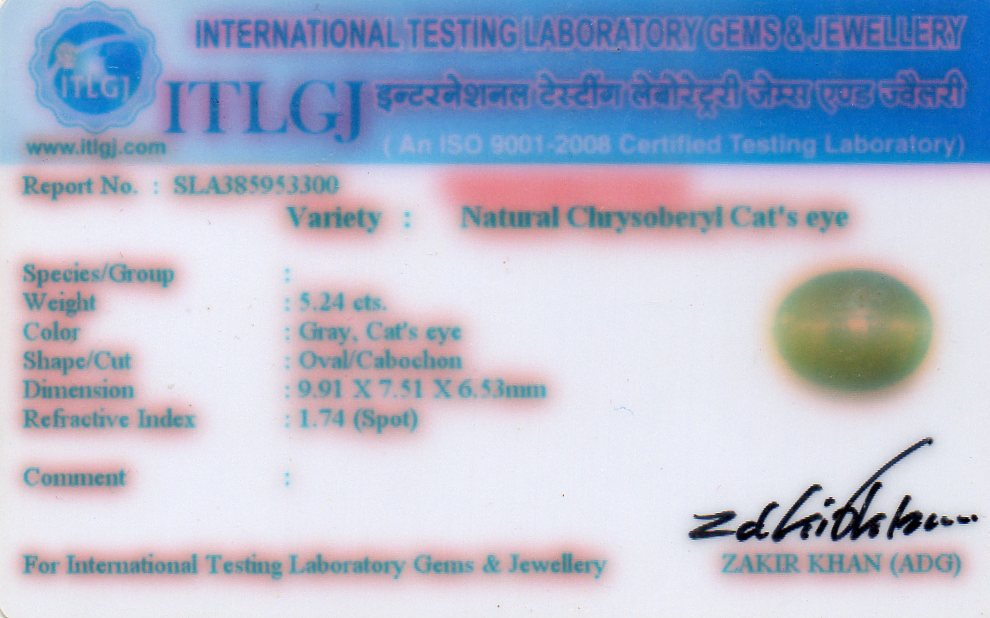 INTERNATIONAL TESTING LABORATORY GEMS & JEWELLERY
ITLGJ
ITLGJ इन्टरनेशनल टेस्टींग लेबोरेट्री जेम्स एण्ड ज्वैलरी
www.itlgj.com
( An ISO 9001-2008 Certified Testing Laboratory)
Report No. : SLA385953300
Variety : Natural Chrysoberyl Cat's eye
Species/Group :
Weight : 5.24 cts.
Color : Gray, Cat's eye
Shape/Cut : Oval/Cabochon
Dimension : 9.91 X 7.51 X 6.53mm
Refractive Index : 1.74 (Spot)
Comment :
For International Testing Laboratory Gems & Jewellery
ZAKIR KHAN (ADG)